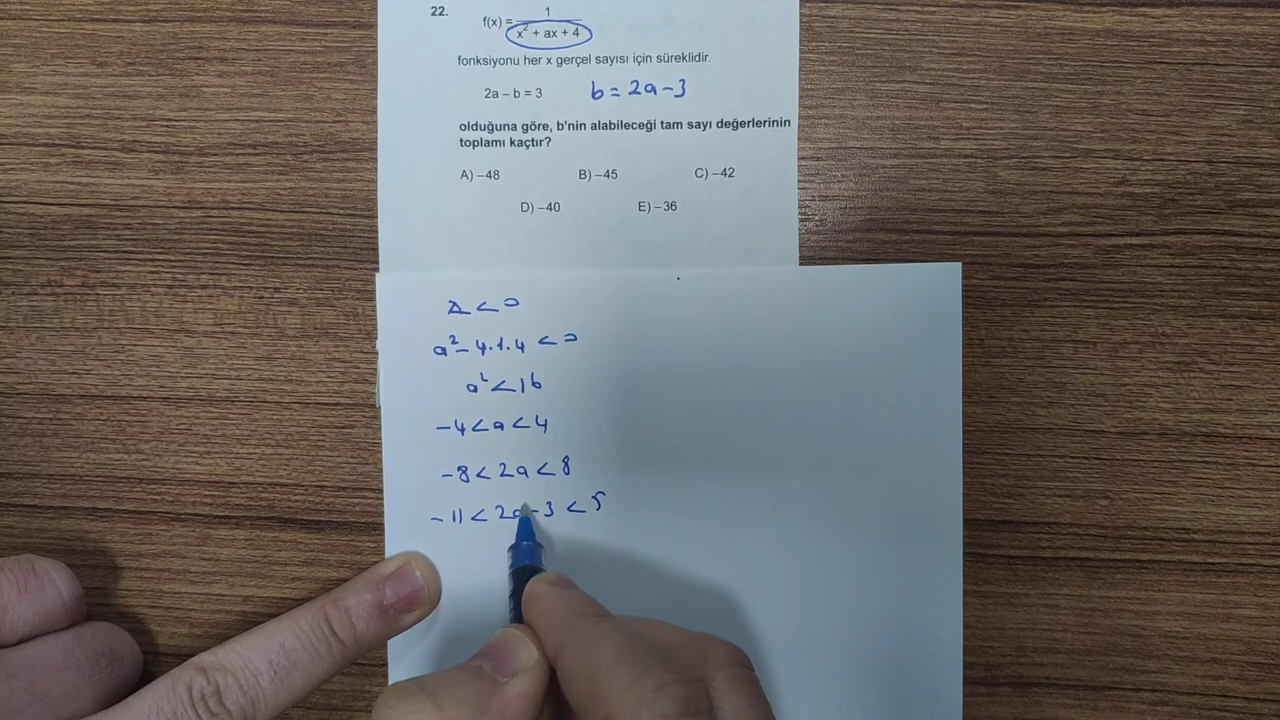 22.
f(x) = 1 / x² + ax + 4
fonksiyonu her x gerçel sayısı için süreklidir.
2a – b = 3 b = 2a – 3
olduğuna göre, b'nin alabileceği tam sayı değerlerinin
toplamı kaçtır?
A) –48 B) –45 C) –42
D) –40 E) –36
Δ < 0
a² – 4.1.4 < 0
a² < 16
–4 < a < 4
–8 < 2a < 8
–11 < 2a – 3 < 5